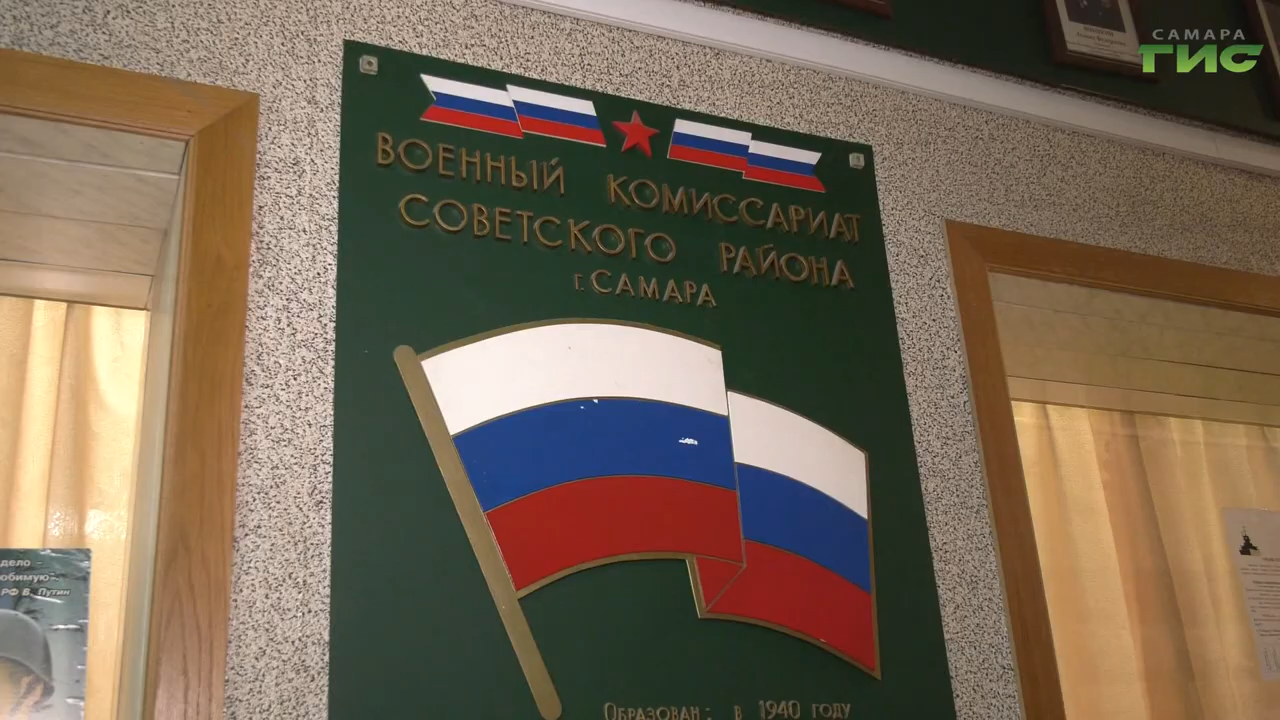 САМАРА
ГИС
ВОЕННЫЙ КОМИССАРИАТ
СОВЕТСКОГО РАЙОНА
Г. САМАРА
ОБРАЗОВАН: В 1940 ГОДУ
дело
юбимую
РФ В. Путин